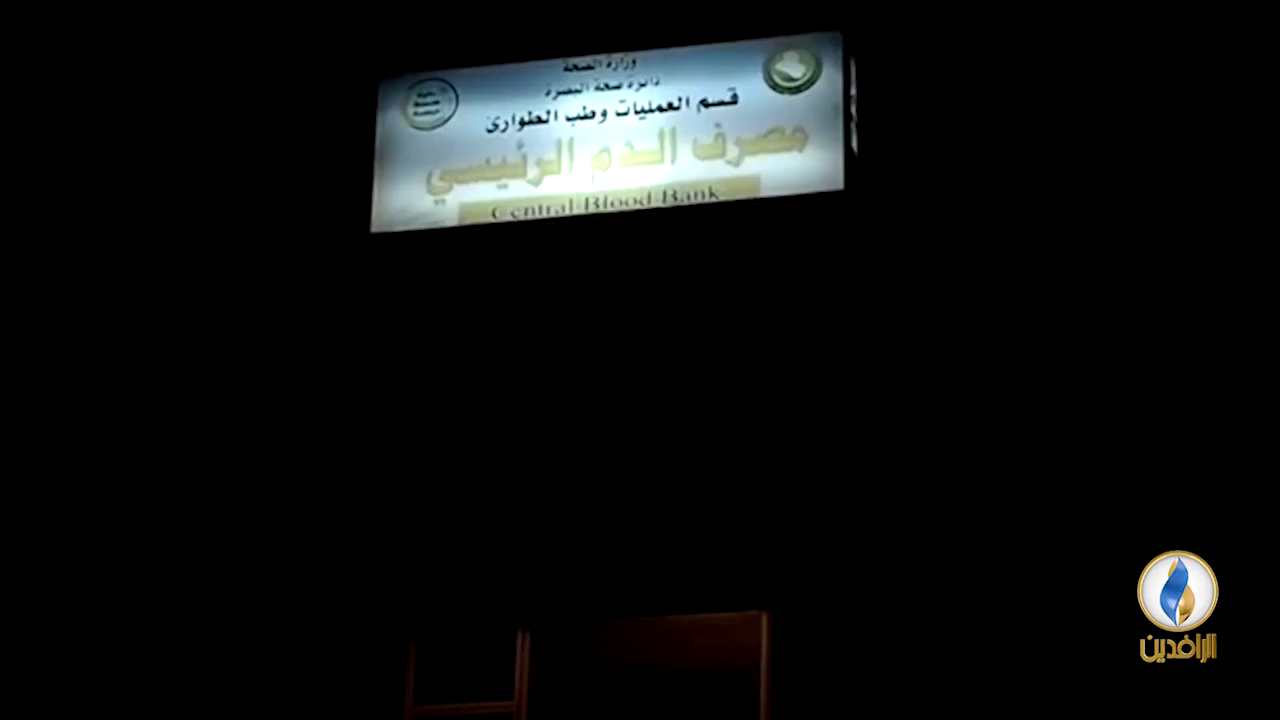 وزارة الصحة
دائرة صحة البصرة
قسم العمليات وطب الطوارئ
مصرف الدم الرئيسي
Central Blood Bank
الرافدين